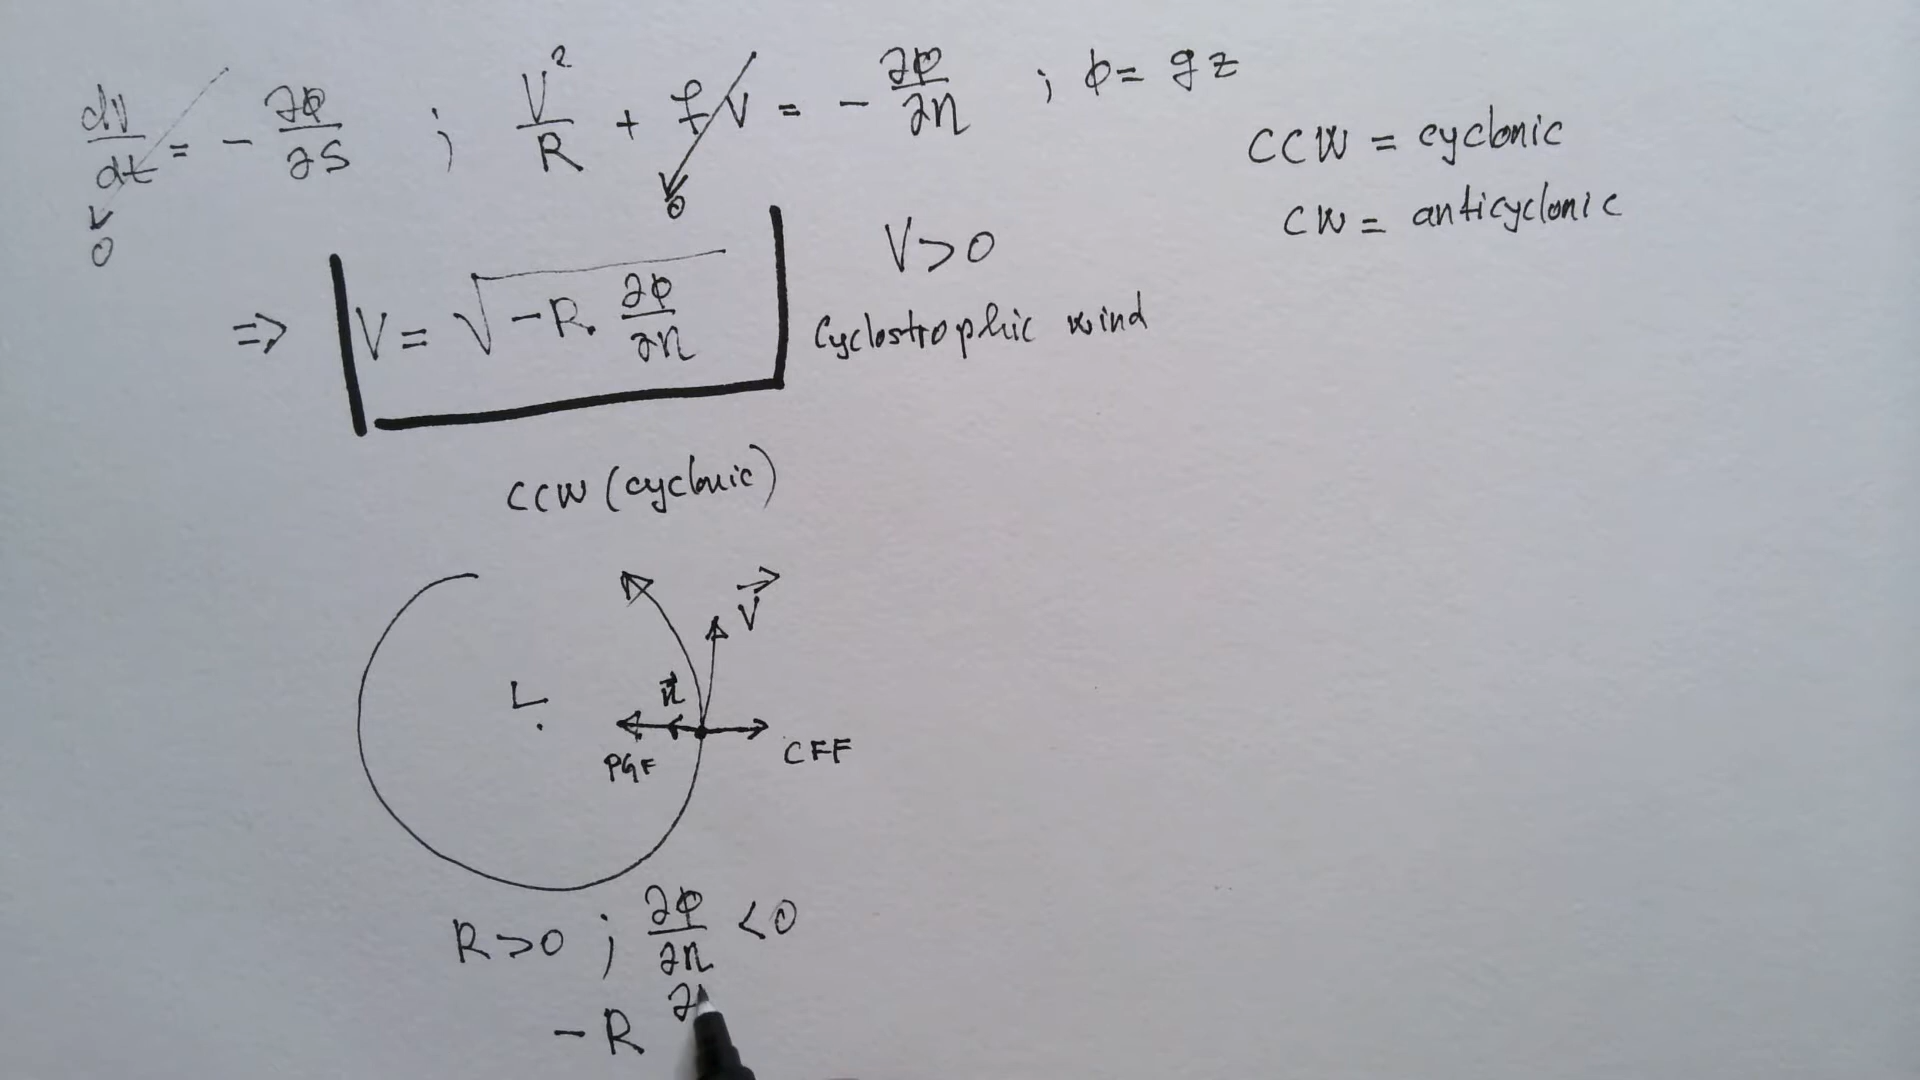 dV/dt = - ∂Φ/∂s ; V²/R + fV = - ∂Φ/∂n ; Φ = gz
0
0
CCW = cyclonic
CW = anticyclonic
V>0
=> V = √(-R. ∂Φ/∂n)
Cyclostrophic wind
CCW (cyclonic)
V⃗
n⃗
L
PGF
CFF
R>0 ; ∂Φ/∂n <0
- R ∂